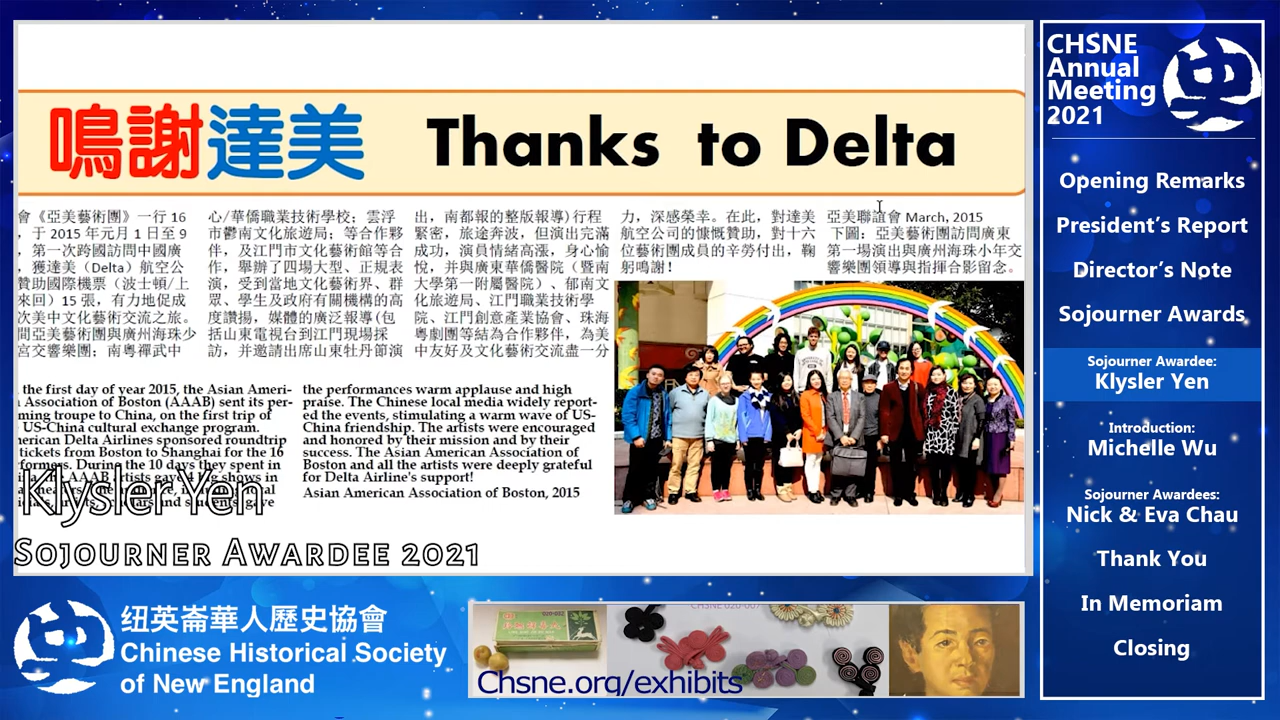 鳴謝達美 Thanks to Delta
會《亞美藝術團》一行 16
，于 2015 年元月 1 日至 9
，第一次跨國訪問中國廣
，獲達美（Delta）航空公
贊助國際機票（波士頓/上
來回）15 張，有力地促成
次美中文化藝術交流之旅。
間亞美藝術團與廣州海珠少
宮交響樂團；南粵禪武中
心/華僑職業技術學校；雲浮
市鬱南文化旅遊局；等合作夥
伴，及江門市文化藝術館等合
作，舉辦了四場大型、正規表
演，受到當地文化藝術界、群
眾、學生及政府有關機構的高
度讚揚，媒體的廣泛報導(包
括山東電視台到江門現場採
訪，并邀請出席山東牡丹節演
出，南都報的整版報導)行程
緊密，旅途奔波，但演出完滿
成功，演員情緒高漲，身心愉
悅，并與廣東華僑醫院（暨南
大學第一附屬醫院）、郁南文
化旅遊局、江門職業技術學
院、江門創意產業協會、珠海
粵劇團等結為合作夥伴，為美
中友好及文化藝術交流盡一分
力，深感榮幸。在此，對達美
航空公司的慷慨贊助，對十六
位藝術團成員的辛勞付出，鞠
躬鳴謝！
亞美聯誼會 March, 2015
下圖：亞美藝術團訪問廣東
第一場演出與廣州海珠小年交
響樂團領導與指揮合影留念。
the first day of year 2015, the Asian Ameri-
Association of Boston (AAAB) sent its per-
ming troupe to China, on the first trip of
US-China cultural exchange program.
erican Delta Airlines sponsored roundtrip
tickets from Boston to Shanghai for the 16
formers. During the 10 days they spent in
AAAB artists gave 4 big shows in
and students gave
the performances warm applause and high
praise. The Chinese local media widely report-
ed the events, stimulating a warm wave of US-
China friendship. The artists were encouraged
and honored by their mission and by their
success. The Asian American Association of
Boston and all the artists were deeply grateful
for Delta Airline's support!
Asian American Association of Boston, 2015
Klysler Yen
Sojourner Awardee 2021
纽英崙華人歷史協會
Chinese Historical Society
of New England
CHSNE 020-007
Chsne.org/exhibits
CHSNE
Annual
Meeting
2021
Opening Remarks
President's Report
Director's Note
Sojourner Awards
Sojourner Awardee:
Klysler Yen
Introduction:
Michelle Wu
Sojourner Awardees:
Nick & Eva Chau
Thank You
In Memoriam
Closing